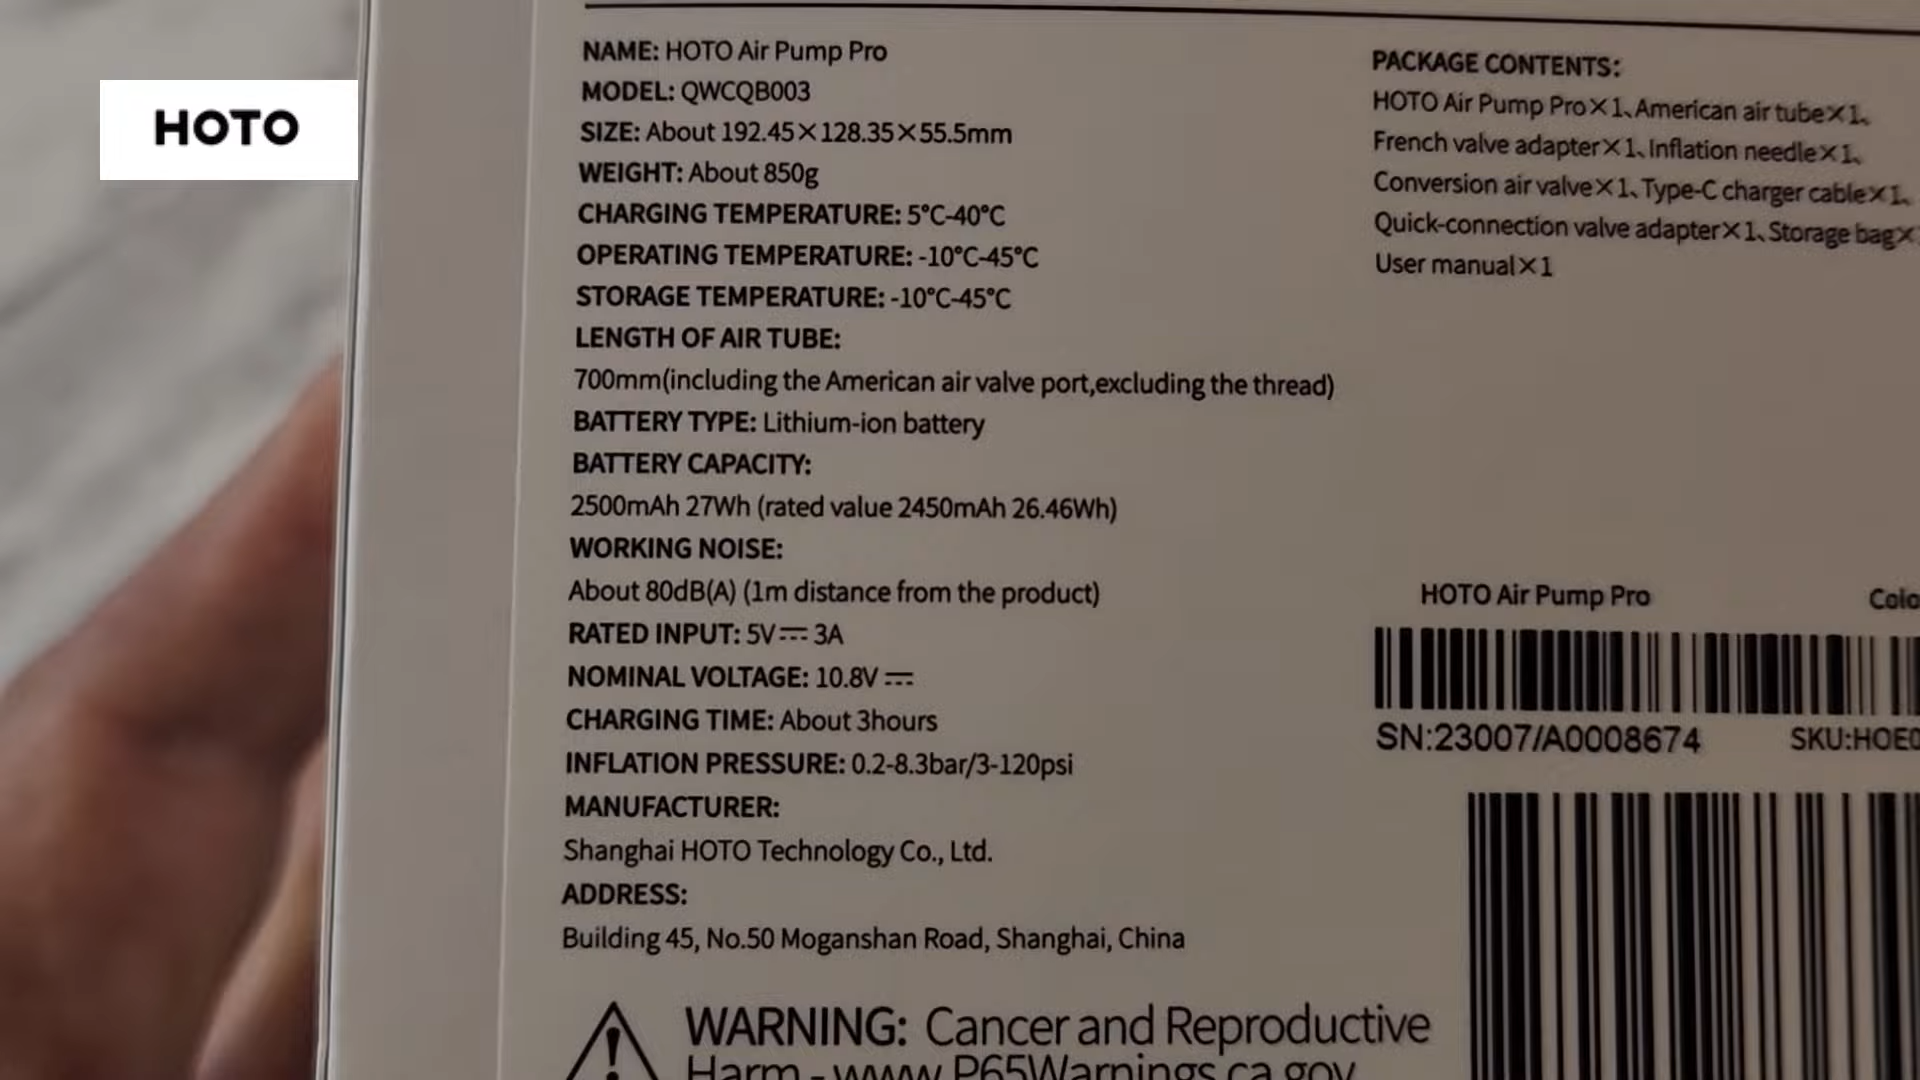 HOTO
NAME: HOTO Air Pump Pro
MODEL: QWCQB003
SIZE: About 192.45×128.35×55.5mm
WEIGHT: About 850g
CHARGING TEMPERATURE: 5°C-40°C
OPERATING TEMPERATURE: -10°C-45°C
STORAGE TEMPERATURE: -10°C-45°C
LENGTH OF AIR TUBE:
700mm(including the American air valve port,excluding the thread)
BATTERY TYPE: Lithium-ion battery
BATTERY CAPACITY:
2500mAh 27Wh (rated value 2450mAh 26.46Wh)
WORKING NOISE:
About 80dB(A) (1m distance from the product)
RATED INPUT: 5V⎓ 3A
NOMINAL VOLTAGE: 10.8V⎓
CHARGING TIME: About 3hours
INFLATION PRESSURE: 0.2-8.3bar/3-120psi
MANUFACTURER:
Shanghai HOTO Technology Co., Ltd.
ADDRESS:
Building 45, No.50 Moganshan Road, Shanghai, China
WARNING: Cancer and Reproductive
Harm - www.P65Warnings.ca.gov
PACKAGE CONTENTS:
HOTO Air Pump Pro×1、American air tube×1、
French valve adapter×1、Inflation needle×1、
Conversion air valve×1、Type-C charger cable×1、
Quick-connection valve adapter×1、Storage bag×
User manual×1
HOTO Air Pump Pro
SN:23007/A0008674 SKU:HOE0